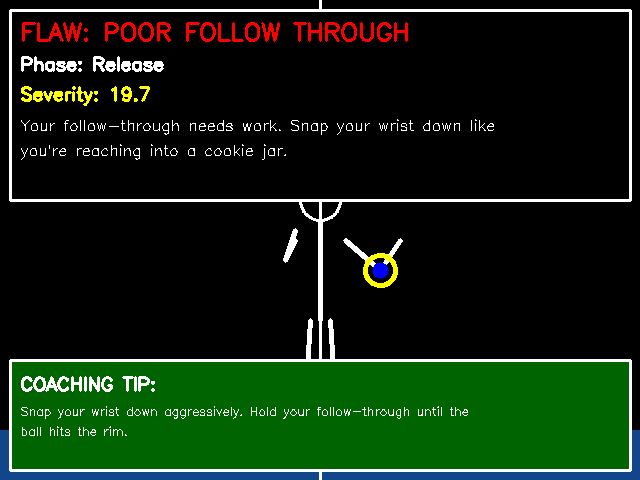 FLAW: POOR FOLLOW THROUGH
Phase: Release
Severity: 19.7
Your follow-through needs work. Snap your wrist down like
you're reaching into a cookie jar.
COACHING TIP:
Snap your wrist down aggressively. Hold your follow-through until the
ball hits the rim.